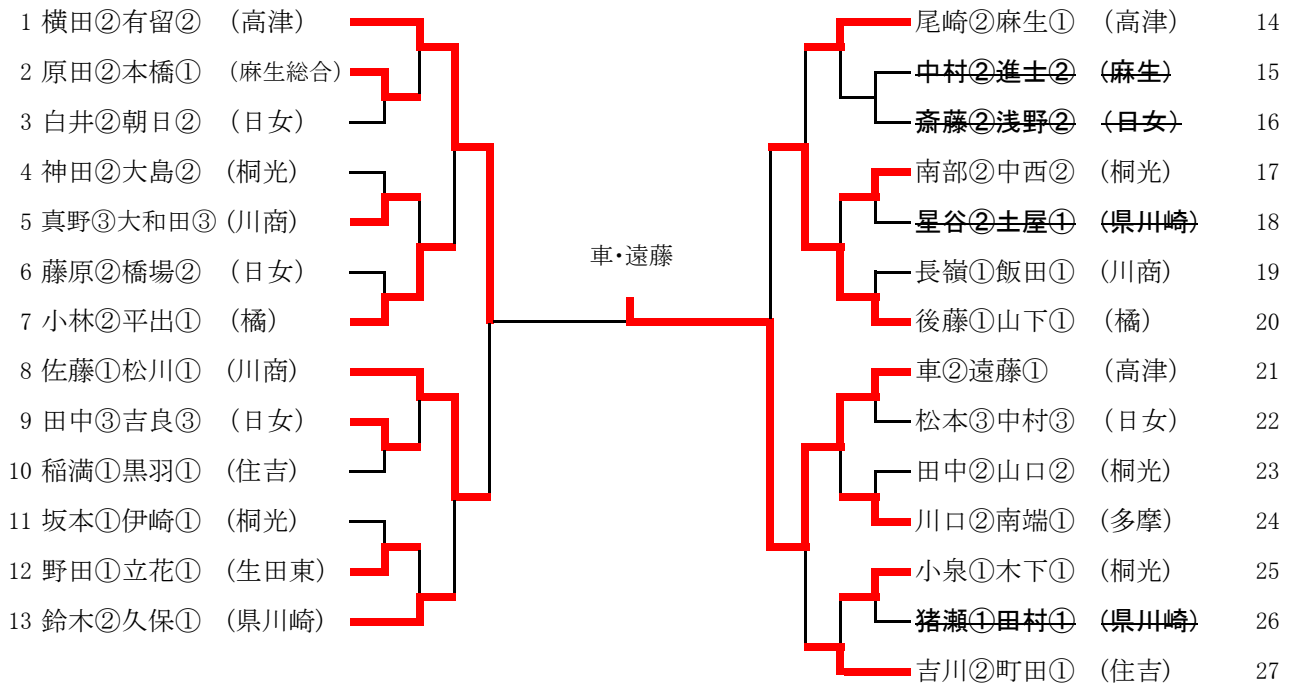 1 横田②有留② (高津)
2 原田②本橋① (麻生総合)
3 白井②朝日② (日女)
4 神田②大島② (桐光)
5 真野③大和田③ (川商)
6 藤原②橋場② (日女)
7 小林②平出① (橘)
8 佐藤①松川① (川商)
9 田中③吉良③ (日女)
10 稲満①黒羽① (住吉)
11 坂本①伊崎① (桐光)
12 野田①立花① (生田東)
13 鈴木②久保① (県川崎)
車・遠藤
尾崎②麻生① (高津) 14
中村②進士② (麻生) 15
斎藤②浅野② (日女) 16
南部②中西② (桐光) 17
星谷②土屋① (県川崎) 18
長嶺①飯田① (川商) 19
後藤①山下① (橘) 20
車②遠藤① (高津) 21
松本③中村③ (日女) 22
田中②山口② (桐光) 23
川口②南端① (多摩) 24
小泉①木下① (桐光) 25
猪瀬①田村① (県川崎) 26
吉川②町田① (住吉) 27